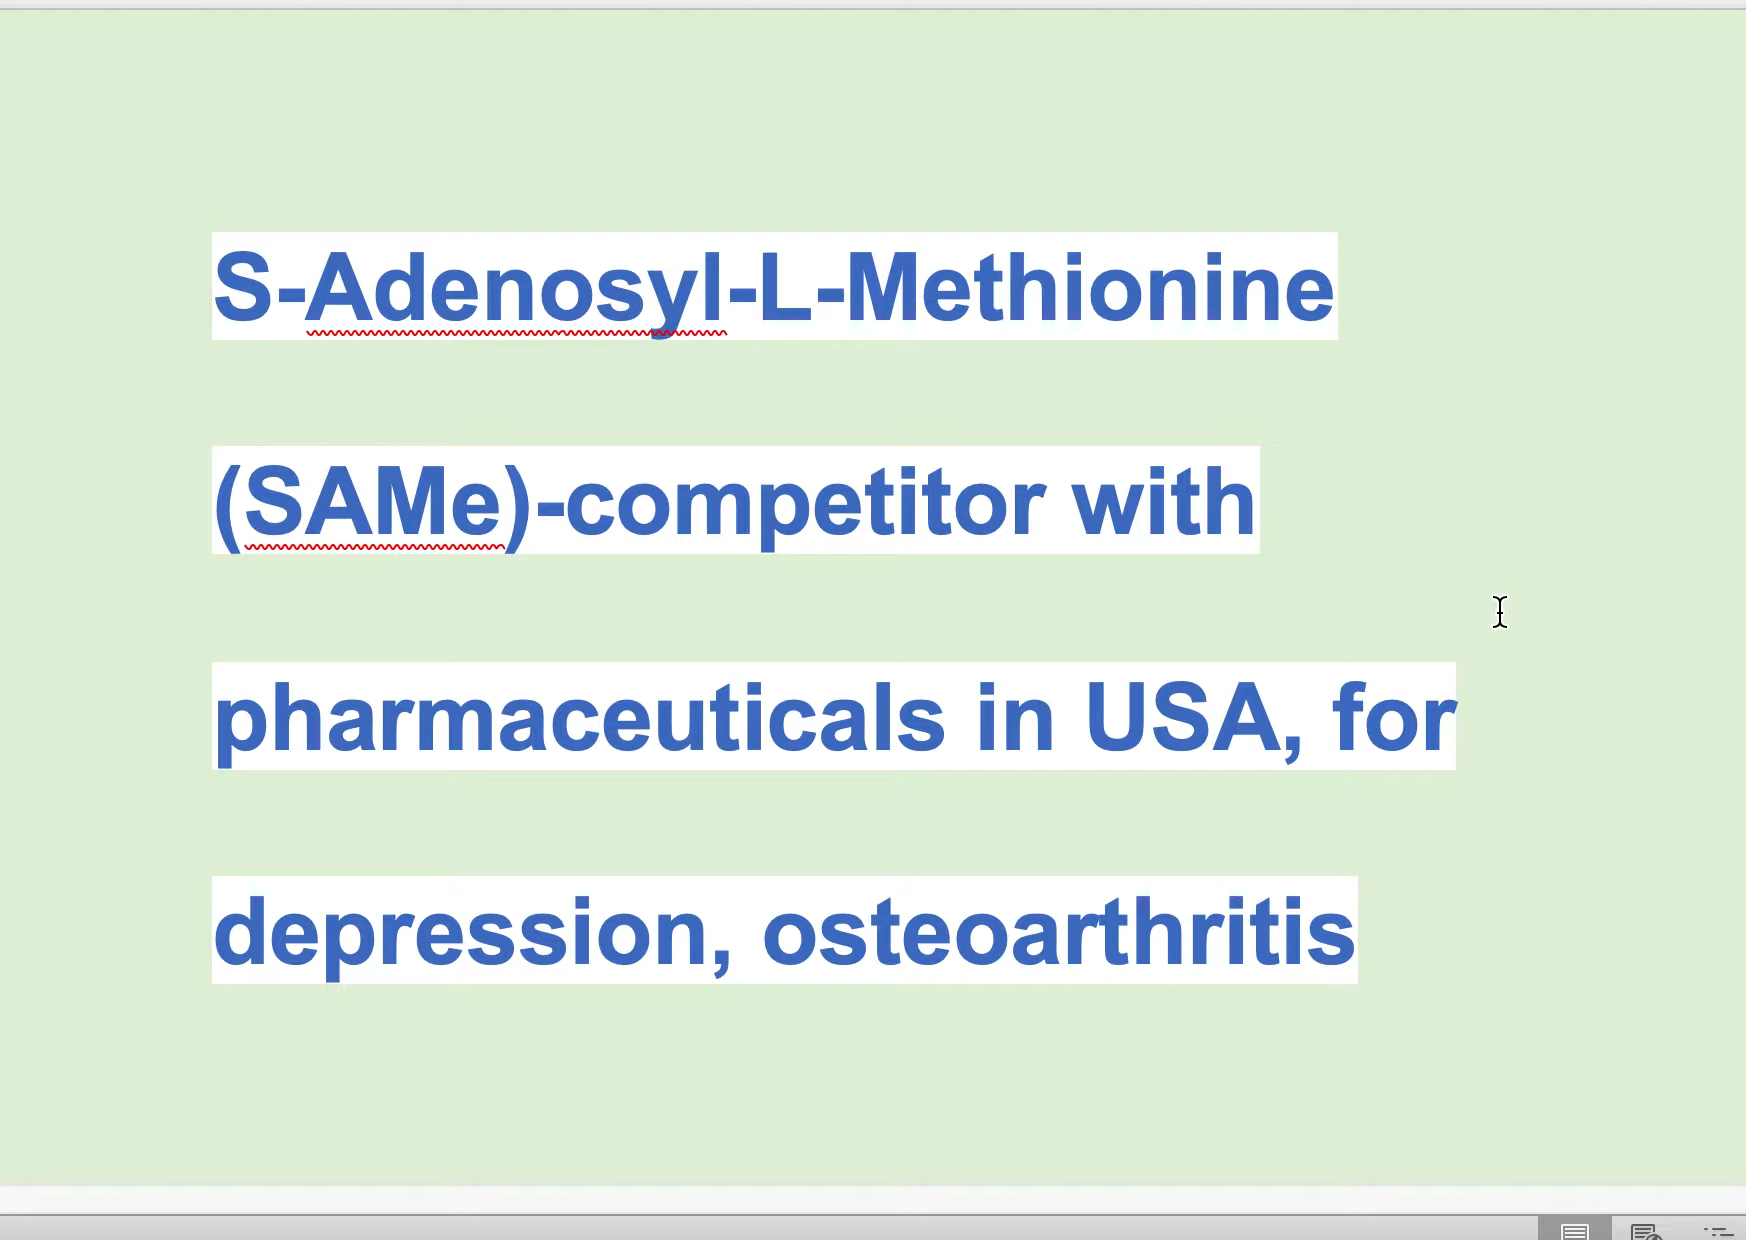 S-Adenosyl-L-Methionine
(SAMe)-competitor with
pharmaceuticals in USA, for
depression, osteoarthritis